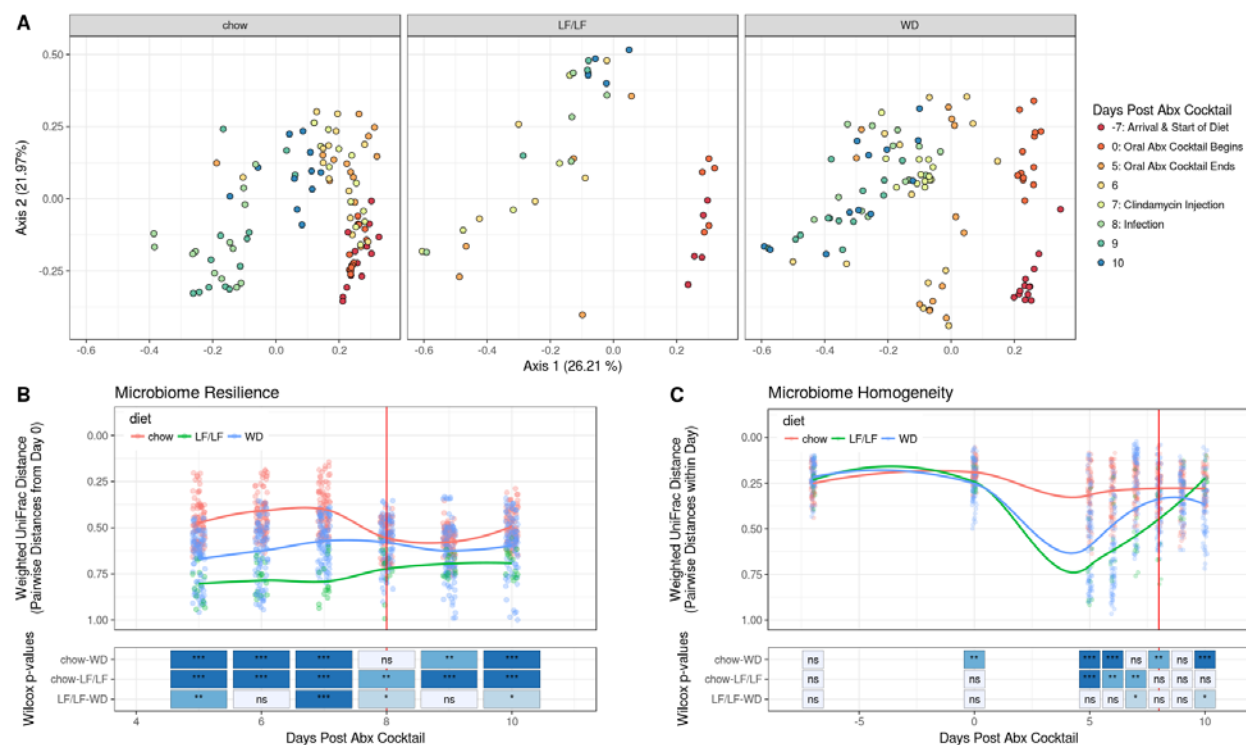 A
chow
LF/LF
WD
Axis 2 (21.97%)
0.50
0.25
0.00
-0.25
-0.6 -0.4 -0.2 0.0 0.2
-0.6 -0.4 -0.2 0.0 0.2
-0.6 -0.4 -0.2 0.0 0.2
Axis 1 (26.21 %)
Days Post Abx Cocktail
-7: Arrival & Start of Diet
0: Oral Abx Cocktail Begins
5: Oral Abx Cocktail Ends
6
7: Clindamycin Injection
8: Infection
9
10
B
Microbiome Resilience
diet
chow LF/LF WD
Weighted UniFrac Distance
(Pairwise Distances from Day 0)
0.00
0.25
0.50
0.75
1.00
Wilcox p-values
chow-WD *** *** *** ns ** ***
chow-LF/LF *** *** *** ** *** ***
LF/LF-WD ** ns *** * ns *
4 6 8 10
Days Post Abx Cocktail
C
Microbiome Homogeneity
diet
chow LF/LF WD
Weighted UniFrac Distance
(Pairwise Distances within Day)
0.00
0.25
0.50
0.75
1.00
Wilcox p-values
chow-WD ns ** *** *** ns ** ns ***
chow-LF/LF ns ns *** ** ** ns ns ns
LF/LF-WD ns ns ns ns * ns ns *
-5 0 5 10
Days Post Abx Cocktail